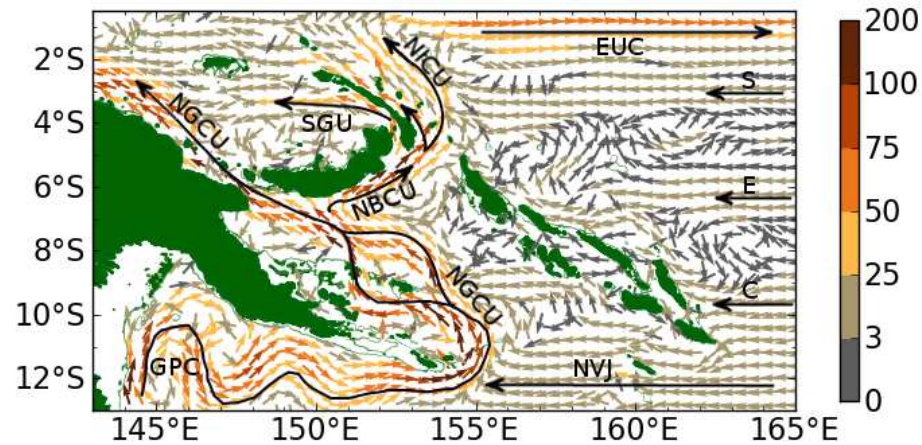 200
2°S
NICU
EUC
100
S
4°S
NGCU
SGU
75
6°S
NBCU
E
50
8°S
NGCU
25
10°S
C
3
12°S
GPC
NVJ
0
145°E 150°E 155°E 160°E 165°E